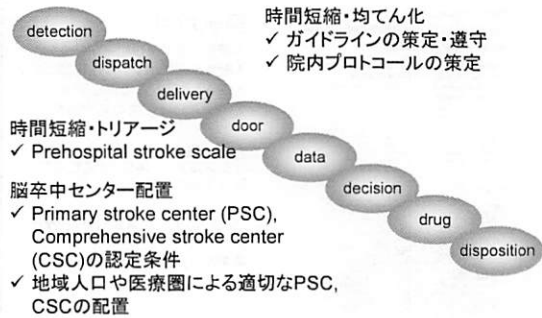 detection
dispatch
delivery
door
data
decision
drug
disposition
時間短縮・均てん化
✓ ガイドラインの策定・遵守
✓ 院内プロトコールの策定
時間短縮・トリアージ
✓ Prehospital stroke scale
脳卒中センター配置
✓ Primary stroke center (PSC),
Comprehensive stroke center
(CSC)の認定条件
✓ 地域人口や医療圏による適切なPSC,
CSCの配置